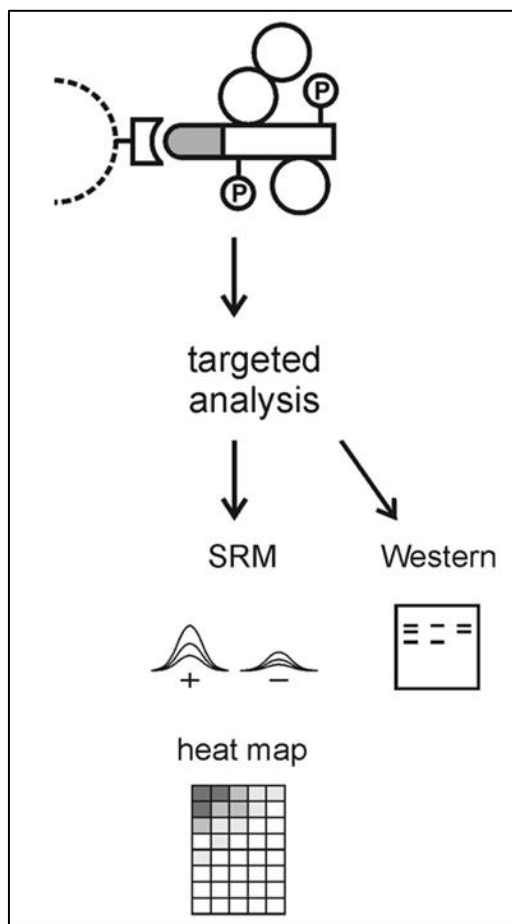 P
P
targeted
analysis
SRM
Western
+
−
heat map